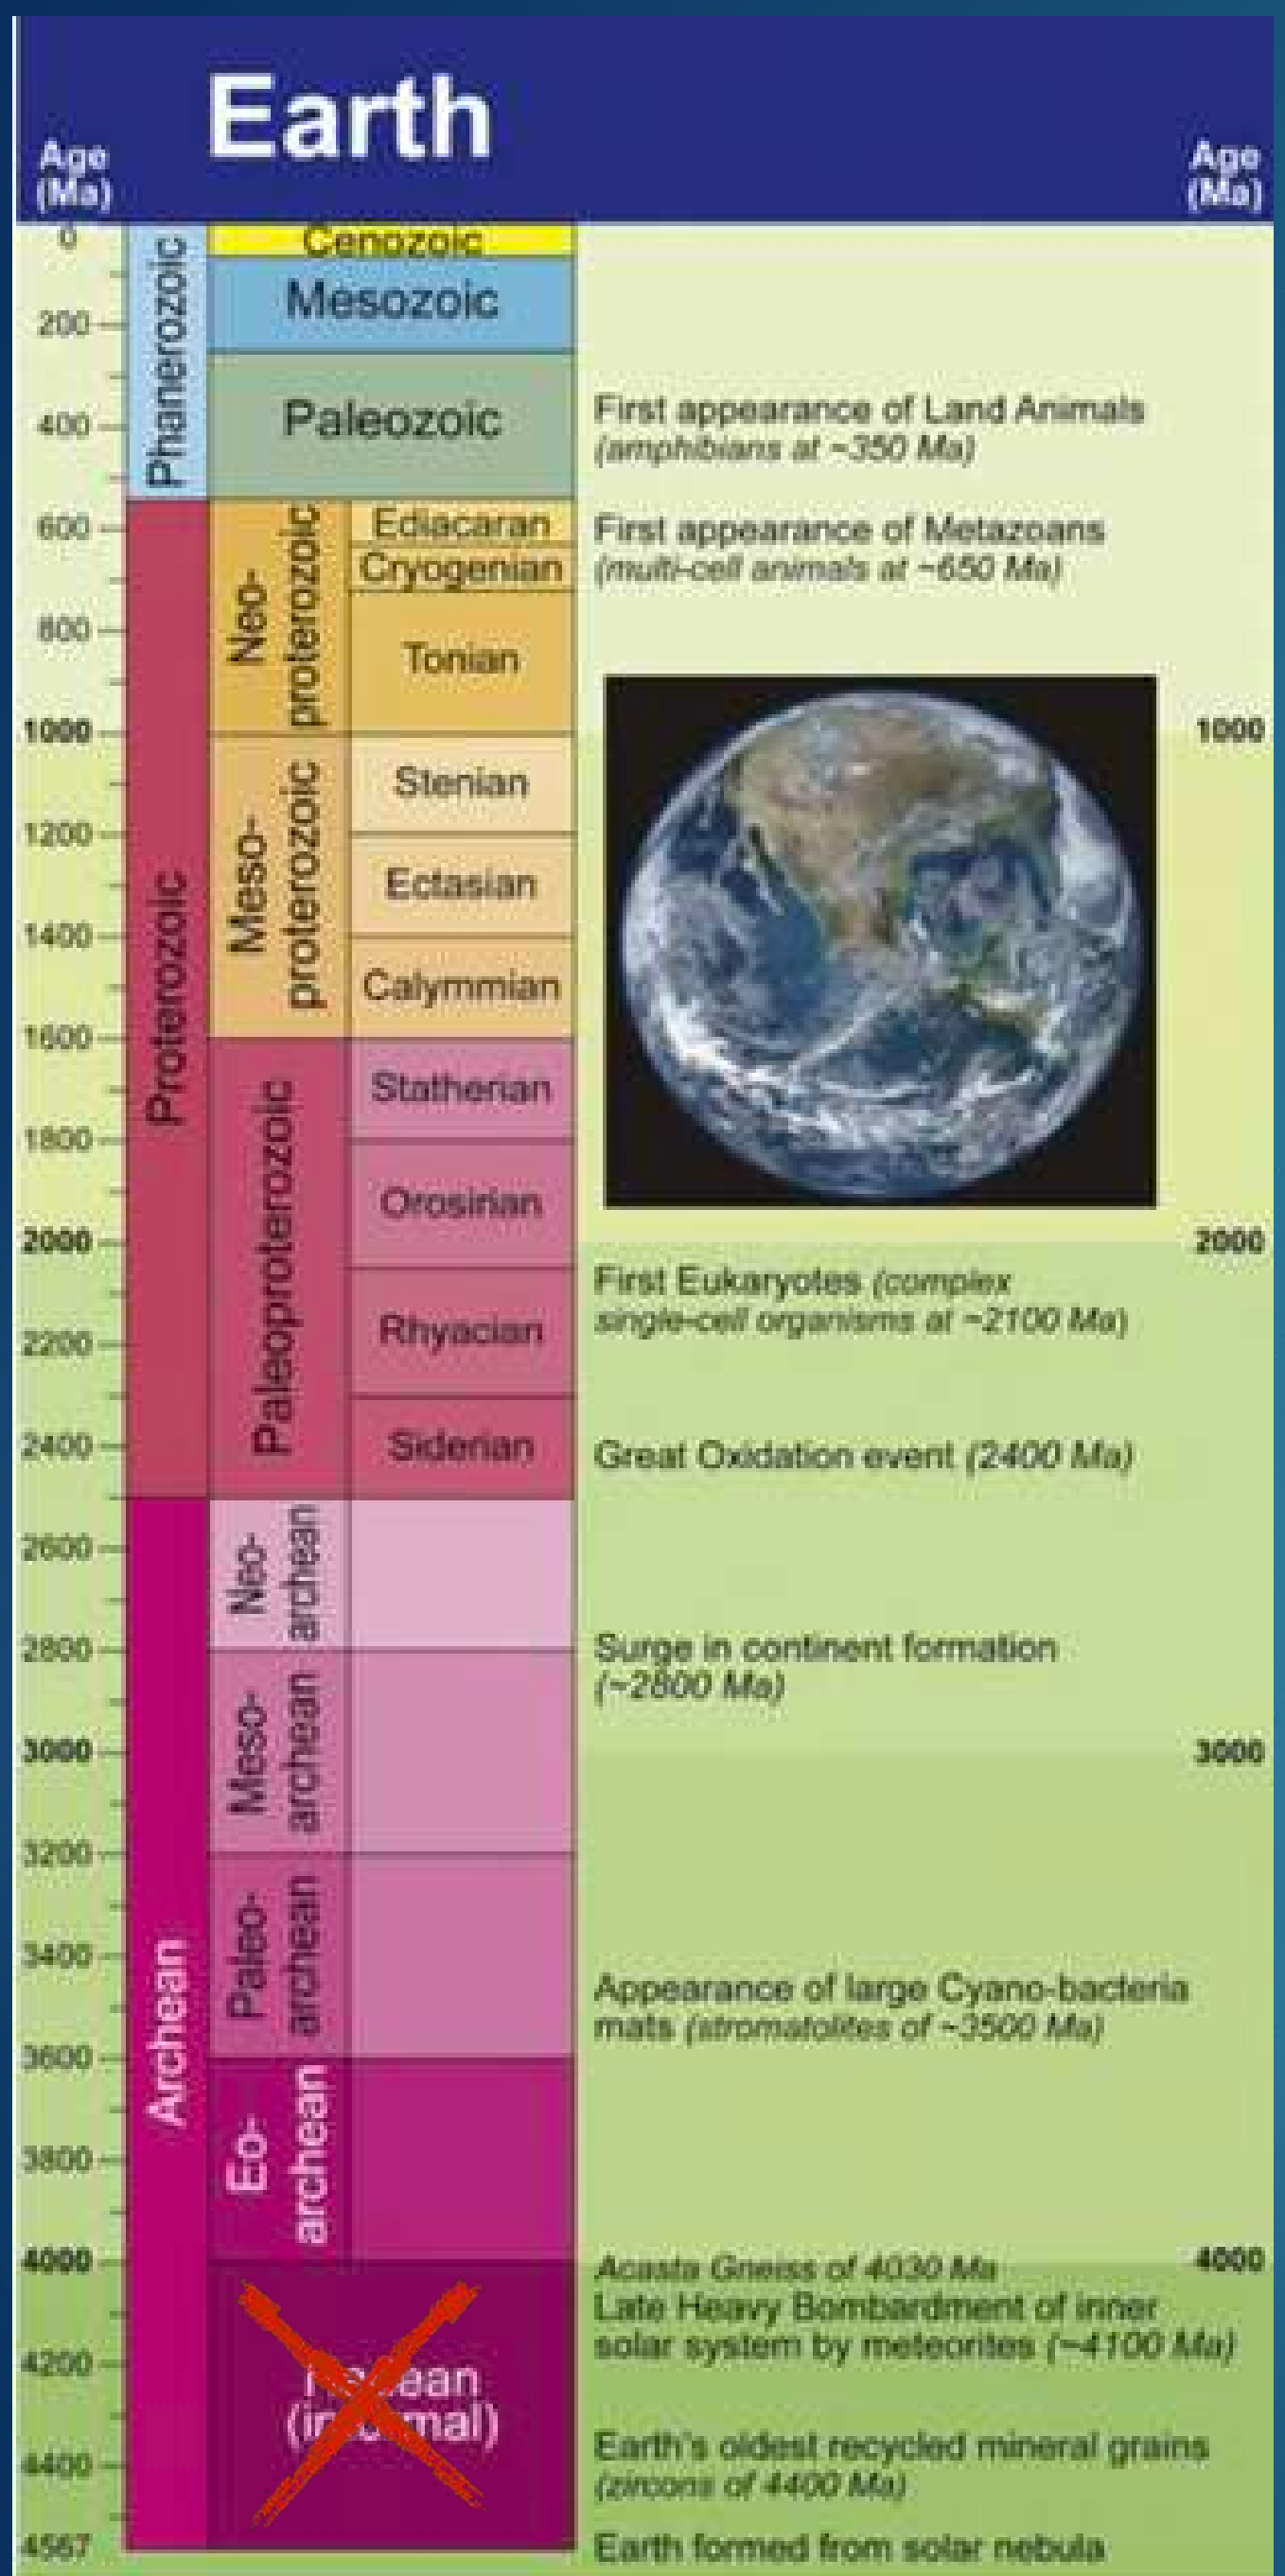 Earth
Age
(Ma)
Age
(Ma)
0
200
400
600
800
1000
1200
1400
1600
1800
2000
2200
2400
2600
2800
3000
3200
3400
3600
3800
4000
4200
4400
4567
Phanerozoic
Proterozoic
Archean
Cenozoic
Mesozoic
Paleozoic
Neo-
proterozoic
Ediacaran
Cryogenian
Tonian
Meso-
proterozoic
Stenian
Ectasian
Calymmian
Paleoproterozoic
Statherian
Orosirian
Rhyacian
Siderian
Neo-
archean
Meso-
archean
Paleo-
archean
Eo-
archean
First appearance of Land Animals
(amphibians at ~350 Ma)
First appearance of Metazoans
(multi-cell animals at ~650 Ma)
1000
2000
First Eukaryotes (complex
single-cell organisms at ~2100 Ma)
Great Oxidation event (2400 Ma)
Surge in continent formation
(~2800 Ma)
3000
Appearance of large Cyano-bacteria
mats (stromatolites of ~3500 Ma)
4000
Acasta Gneiss of 4030 Ma
Late Heavy Bombardment of inner
solar system by meteorites (~4100 Ma)
Earth's oldest recycled mineral grains
(zircons of 4400 Ma)
Earth formed from solar nebula